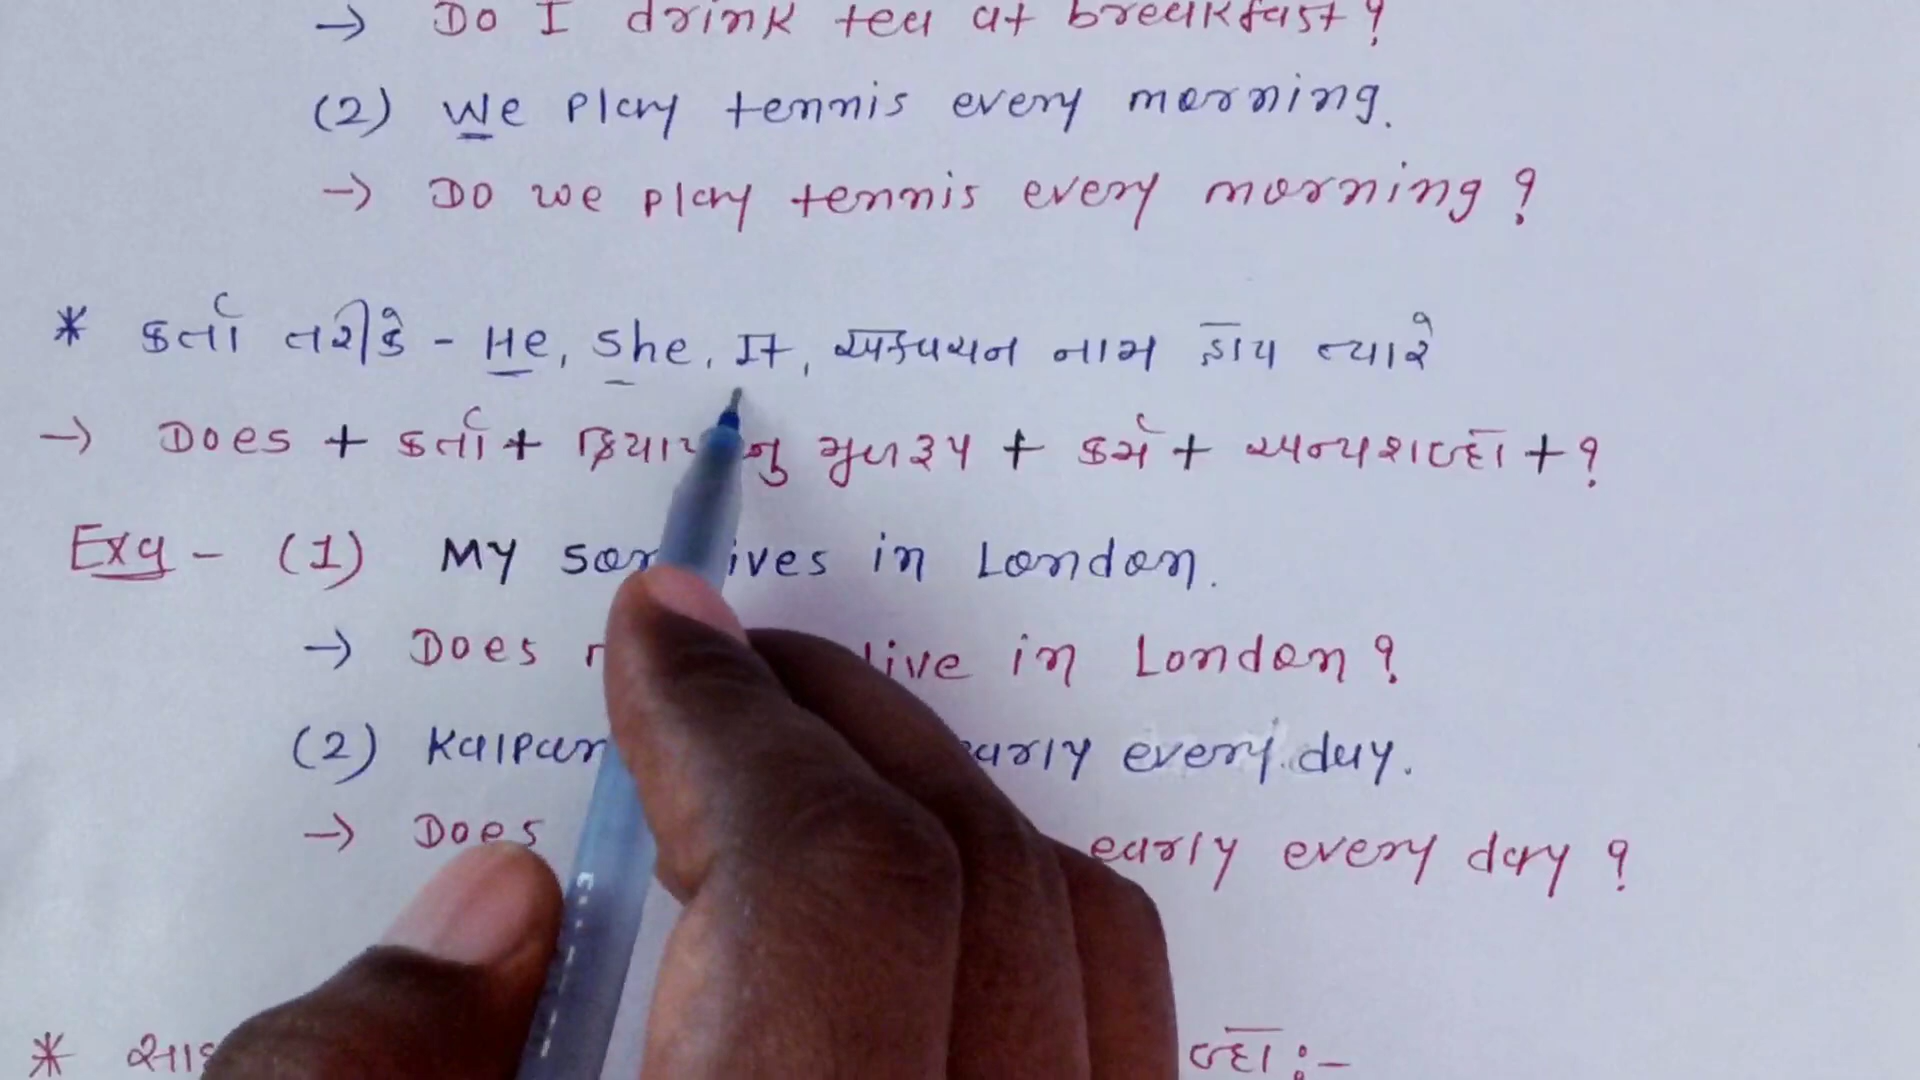 → Do I drink tea at breakfast?
(2) We play tennis every morning.
→ Do we play tennis every morning?
* કર્તા તરીકે - He, She, It, એકવચન નામ હોય ત્યારે
→ Does + કર્તા + નુ મુળરૂપ + કર્મ + અન્યશબ્દો + ?
Exa - (1) My son lives in London.
→ Does live in London?
(2) early every day.
→ Does early every day?
*